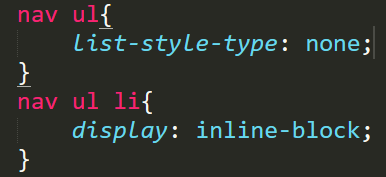 nav ul{
    list-style-type: none;
}
nav ul li{
    display: inline-block;
}